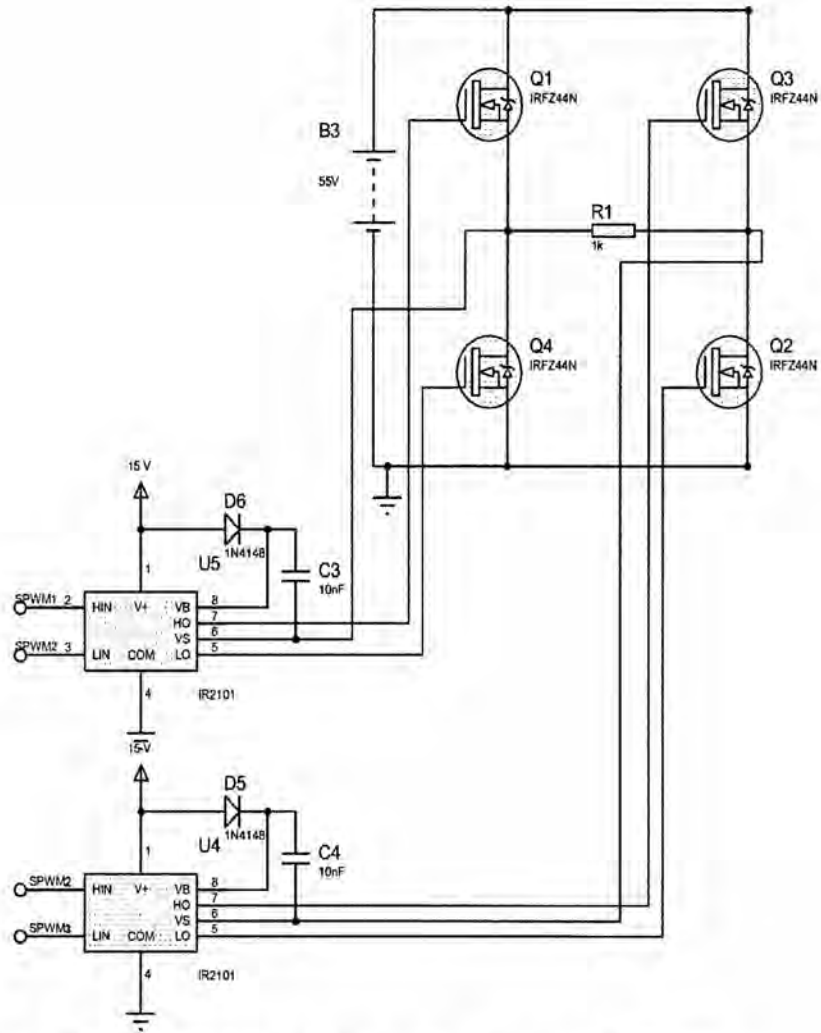 Q1
IRFZ44N
Q3
IRFZ44N
B3
55V
R1
1k
Q4
IRFZ44N
Q2
IRFZ44N
15 V
D6
1N4148
U5
C3
10nF
1
SPWM1 2
HIN V+ VB 8
HO 7
VS 6
SPWM2 3
LIN COM LO 5
4
IR2101
15 V
D5
1N4148
U4
C4
10nF
1
SPWM2
HIN V+ VB 8
HO 7
VS 6
LIN COM LO 5
4
IR2101